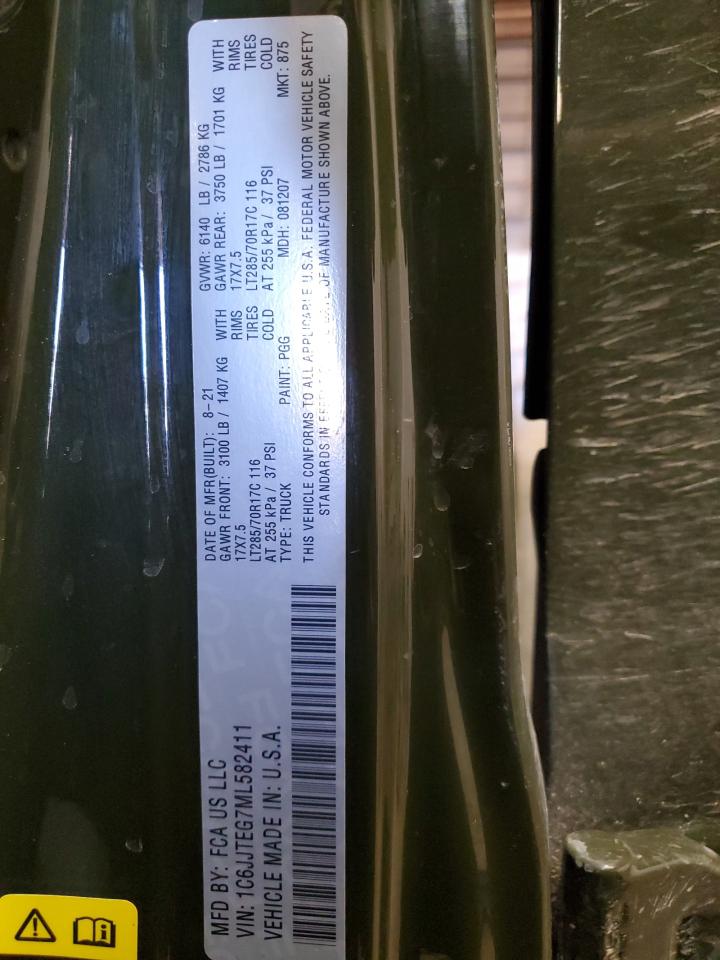 MFD BY: FCA US LLC
VIN: 1C6JJTEG7ML582411
VEHICLE MADE IN: U.S.A.
DATE OF MFR(BUILT): 8-21 GVWR: 6140 LB / 2786 KG
GAWR FRONT: 3100 LB / 1407 KG WITH GAWR REAR: 3750 LB / 1701 KG WITH
17X7.5 RIMS 17X7.5 RIMS
LT285/70R17C 116 TIRES LT285/70R17C 116 TIRES
AT 255 kPa / 37 PSI COLD AT 255 kPa / 37 PSI COLD
TYPE: TRUCK PAINT: PGG MDH: 081207 MKT: 875
THIS VEHICLE CONFORMS TO ALL APPLICABLE U.S.A. FEDERAL MOTOR VEHICLE SAFETY
STANDARDS IN OF MANUFACTURE SHOWN ABOVE.